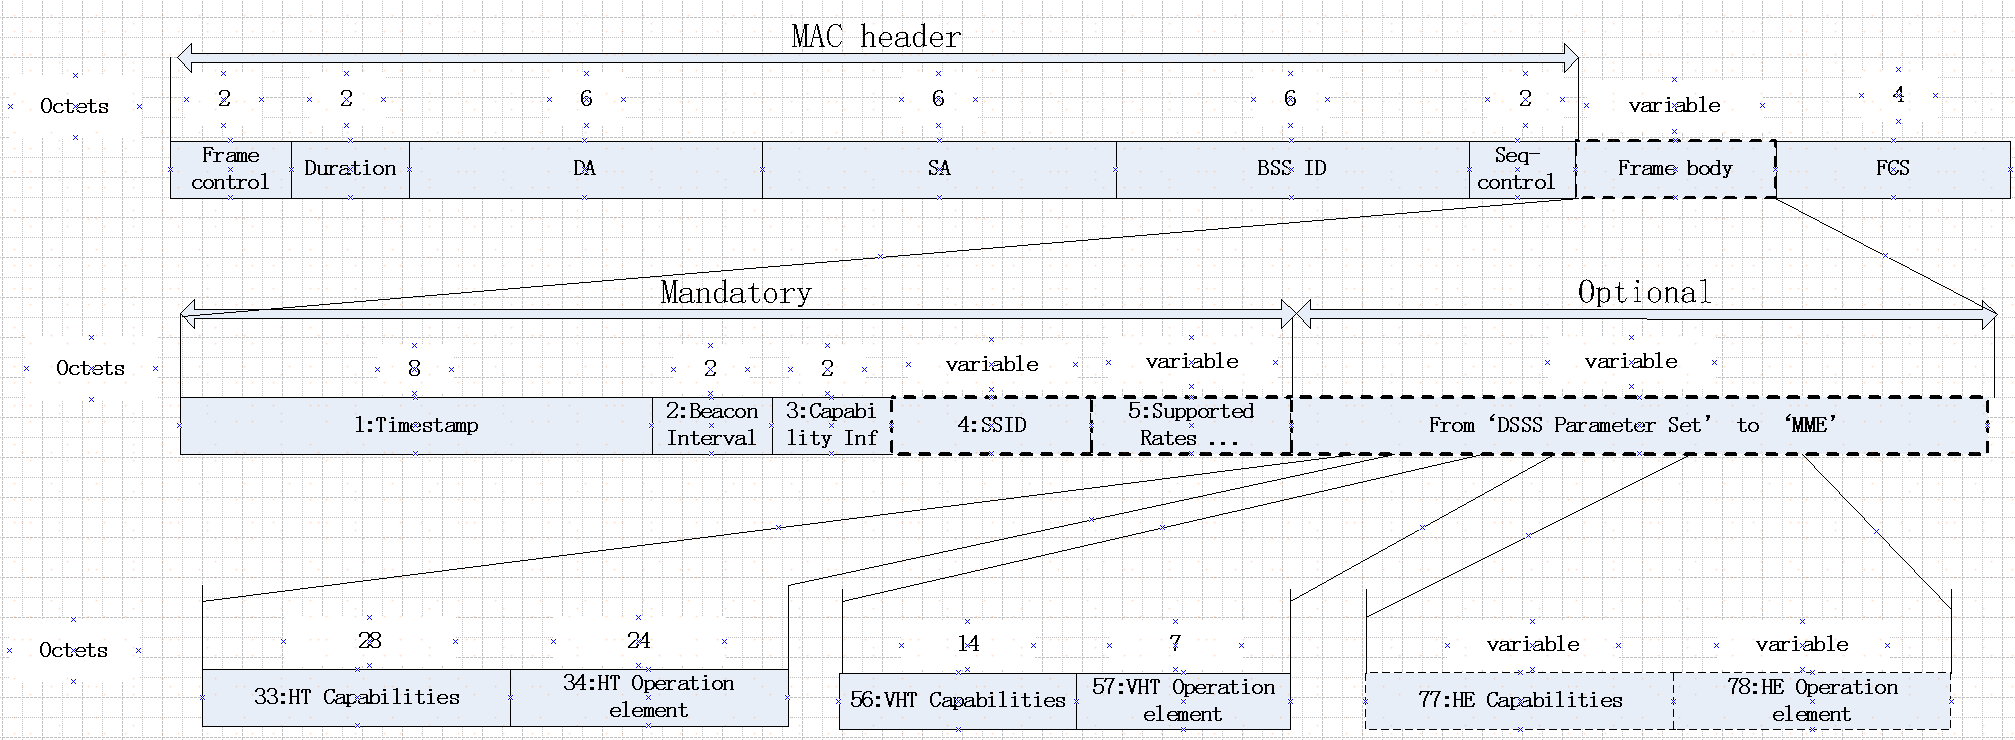 MAC header
Octets 2 2 6 6 6 2 variable 4
Frame control Duration DA SA BSS ID Seq-control Frame body FCS
Mandatory Optional
Octets 8 2 2 variable variable variable
1:Timestamp
2:Beacon
Interval
3:Capabi
lity Inf
4:SSID
5:Supported
Rates ...
From ‘DSSS Parameter Set’ to ‘MME’
Octets 28 24 14 7 variable variable
33:HT Capabilities
34:HT Operation
element
56:VHT Capabilities
57:VHT Operation
element
77:HE Capabilities
78:HE Operation
element